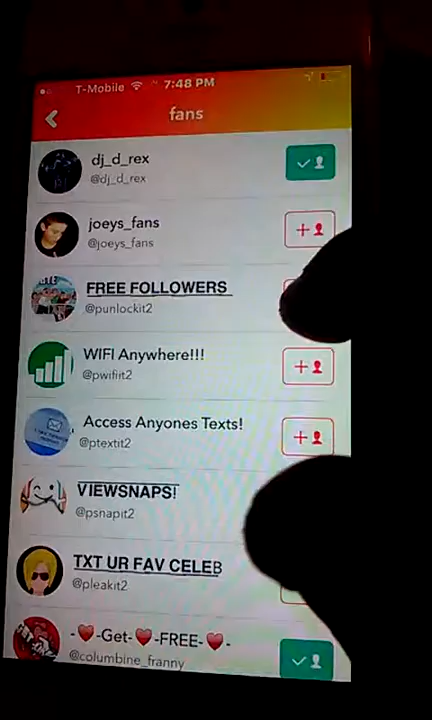 T-Mobile 7:48 PM
fans
dj_d_rex
@dj_d_rex
joeys_fans
@joeys_fans
FREE FOLLOWERS
@punlockit2
WIFI Anywhere!!!
@pwifiit2
Access Anyones Texts!
@ptextit2
VIEWSNAPS!
@psnapit2
TXT UR FAV CELEB
@pleakit2
-❤-Get-❤-FREE-❤-
@columbine_franny